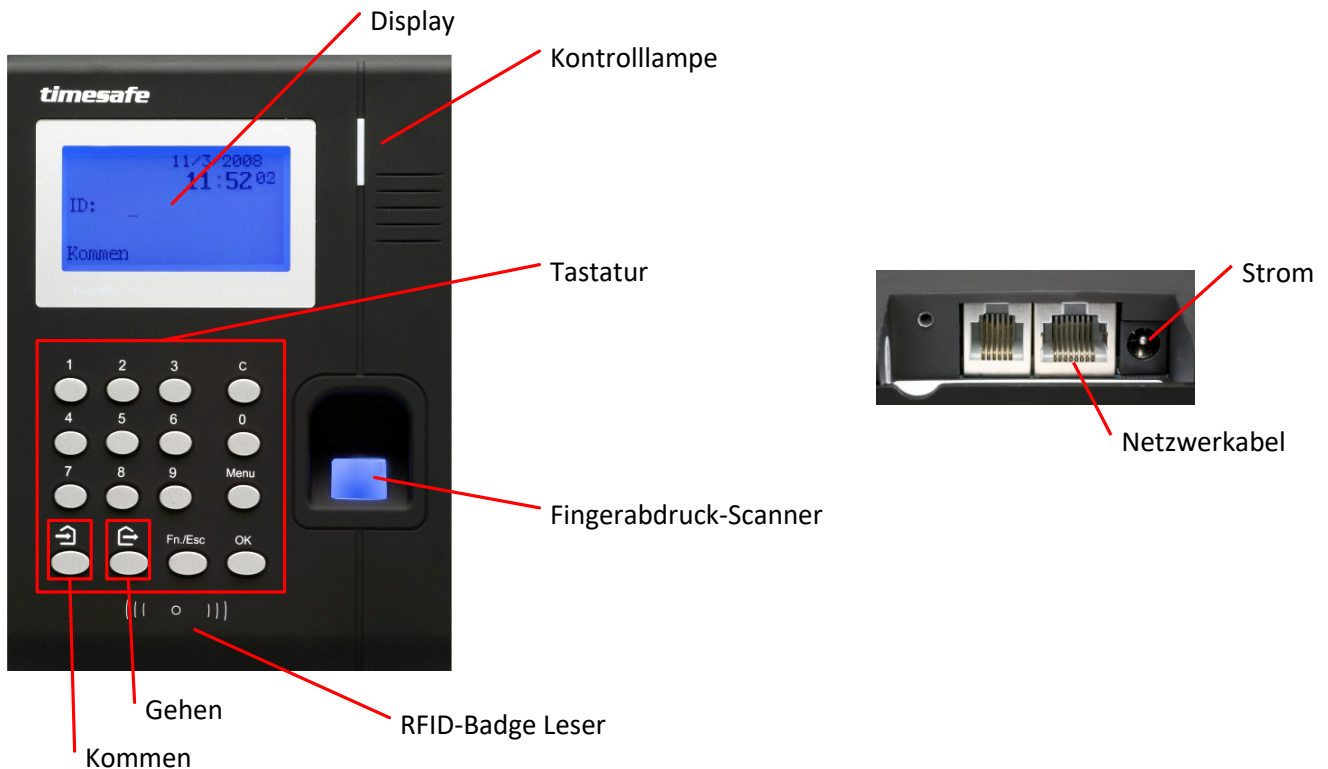 Display
Kontrolllampe
timesafe
11/3/2008
11:52 02
ID: _
Kommen
Tastatur
Strom
1 2 3 C
4 5 6 0
7 8 9 Menu
Fn./Esc OK
Netzwerkabel
Fingerabdruck-Scanner
Gehen
RFID-Badge Leser
Kommen